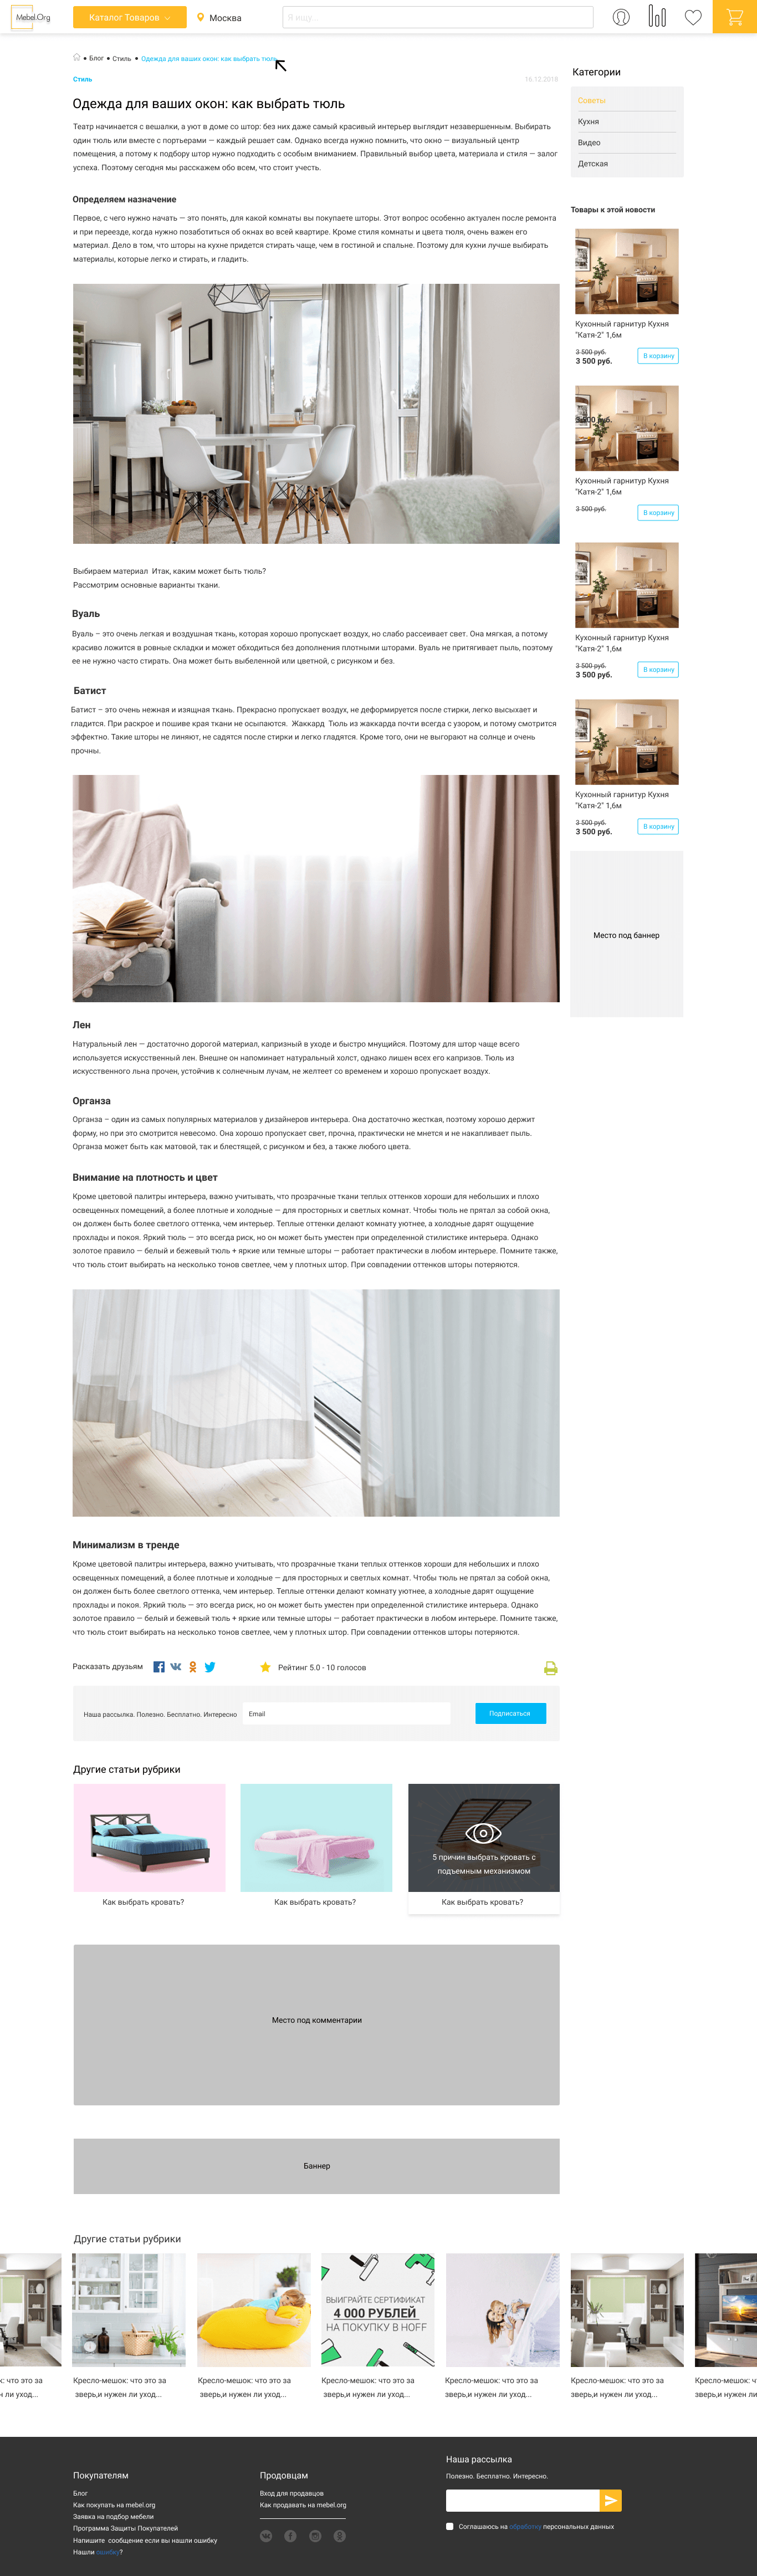 Mebel.Org
Каталог Товаров
Москва
Я ищу...
Блог
Стиль
Одежда для ваших окон: как выбрать тюль
Стиль
16.12.2018
Одежда для ваших окон: как выбрать тюль
Театр начинается с вешалки, а уют в доме со штор: без них даже самый красивый интерьер выглядит незавершенным. Выбирать
один тюль или вместе с портьерами — каждый решает сам. Однако всегда нужно помнить, что окно — визуальный центр
помещения, а потому к подбору штор нужно подходить с особым вниманием. Правильный выбор цвета, материала и стиля — залог
успеха. Поэтому сегодня мы расскажем обо всем, что стоит учесть.
Определяем назначение
Первое, с чего нужно начать — это понять, для какой комнаты вы покупаете шторы. Этот вопрос особенно актуален после ремонта
и при переезде, когда нужно позаботиться об окнах во всей квартире. Кроме стиля комнаты и цвета тюля, очень важен его
материал. Дело в том, что шторы на кухне придется стирать чаще, чем в гостиной и спальне. Поэтому для кухни лучше выбирать
материалы, которые легко и стирать, и гладить.
Выбираем материал  Итак, каким может быть тюль?
Рассмотрим основные варианты ткани.
Вуаль
Вуаль – это очень легкая и воздушная ткань, которая хорошо пропускает воздух, но слабо рассеивает свет. Она мягкая, а потому
красиво ложится в ровные складки и может обходиться без дополнения плотными шторами. Вуаль не притягивает пыль, поэтому
ее не нужно часто стирать. Она может быть выбеленной или цветной, с рисунком и без.
Батист
Батист – это очень нежная и изящная ткань. Прекрасно пропускает воздух, не деформируется после стирки, легко высыхает и
гладится. При раскрое и пошиве края ткани не осыпаются.  Жаккард  Тюль из жаккарда почти всегда с узором, и потому смотрится
эффектно. Такие шторы не линяют, не садятся после стирки и легко гладятся. Кроме того, они не выгорают на солнце и очень
прочны.
Лен
Натуральный лен — достаточно дорогой материал, капризный в уходе и быстро мнущийся. Поэтому для штор чаще всего
используется искусственный лен. Внешне он напоминает натуральный холст, однако лишен всех его капризов. Тюль из
искусственного льна прочен, устойчив к солнечным лучам, не желтеет со временем и хорошо пропускает воздух.
Органза
Органза – один из самых популярных материалов у дизайнеров интерьера. Она достаточно жесткая, поэтому хорошо держит
форму, но при это смотрится невесомо. Она хорошо пропускает свет, прочна, практически не мнется и не накапливает пыль.
Органза может быть как матовой, так и блестящей, с рисунком и без, а также любого цвета.
Внимание на плотность и цвет
Кроме цветовой палитры интерьера, важно учитывать, что прозрачные ткани теплых оттенков хороши для небольших и плохо
освещенных помещений, а более плотные и холодные — для просторных и светлых комнат. Чтобы тюль не прятал за собой окна,
он должен быть более светлого оттенка, чем интерьер. Теплые оттенки делают комнату уютнее, а холодные дарят ощущение
прохлады и покоя. Яркий тюль — это всегда риск, но он может быть уместен при определенной стилистике интерьера. Однако
золотое правило — белый и бежевый тюль + яркие или темные шторы — работает практически в любом интерьере. Помните также,
что тюль стоит выбирать на несколько тонов светлее, чем у плотных штор. При совпадении оттенков шторы потеряются.
Минимализм в тренде
Кроме цветовой палитры интерьера, важно учитывать, что прозрачные ткани теплых оттенков хороши для небольших и плохо
освещенных помещений, а более плотные и холодные — для просторных и светлых комнат. Чтобы тюль не прятал за собой окна,
он должен быть более светлого оттенка, чем интерьер. Теплые оттенки делают комнату уютнее, а холодные дарят ощущение
прохлады и покоя. Яркий тюль — это всегда риск, но он может быть уместен при определенной стилистике интерьера. Однако
золотое правило — белый и бежевый тюль + яркие или темные шторы — работает практически в любом интерьере. Помните также,
что тюль стоит выбирать на несколько тонов светлее, чем у плотных штор. При совпадении оттенков шторы потеряются.
Расказать друзьям
Рейтинг 5.0 - 10 голосов
Наша рассылка. Полезно. Бесплатно. Интересно
Email
Подписаться
Категории
Советы
Кухня
Видео
Детская
Товары к этой новости
Кухонный гарнитур Кухня
"Катя-2" 1,6м
3 500 руб.
3 500 руб.
В корзину
3 500 руб.
Кухонный гарнитур Кухня
"Катя-2" 1,6м
3 500 руб.
В корзину
Кухонный гарнитур Кухня
"Катя-2" 1,6м
3 500 руб.
3 500 руб.
В корзину
Кухонный гарнитур Кухня
"Катя-2" 1,6м
3 500 руб.
3 500 руб.
В корзину
Место под баннер
Другие статьи рубрики
5 причин выбрать кровать с
подъемным механизмом
Как выбрать кровать?
Как выбрать кровать?
Как выбрать кровать?
Место под комментарии
Баннер
Другие статьи рубрики
ВЫИГРАЙТЕ СЕРТИФИКАТ
4 000 РУБЛЕЙ
НА ПОКУПКУ В HOFF
к: что это за
н ли уход...
Кресло-мешок: что это за
зверь,и нужен ли уход...
Кресло-мешок: что это за
зверь,и нужен ли уход...
Кресло-мешок: что это за
зверь,и нужен ли уход...
Кресло-мешок: что это за
зверь,и нужен ли уход...
Кресло-мешок: что это за
зверь,и нужен ли уход...
Кресло-мешок: ч
зверь,и нужен ли
Покупателям
Блог
Как покупать на mebel.org
Заявка на подбор мебели
Программа Защиты Покупателей
Напишите  сообщение если вы нашли ошибку
Нашли ошибку?
Продовцам
Вход для продавцов
Как продавать на mebel.org
Наша рассылка
Полезно. Бесплатно. Интересно.
Соглашаюсь на обработку персональных данных